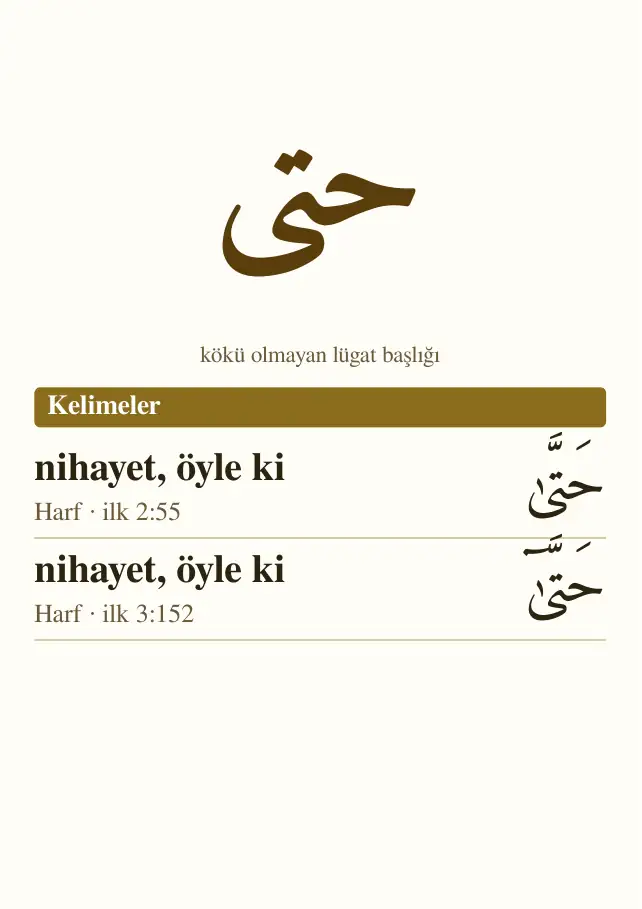 حتى
kökü olmayan lügat başlığı
Kelimeler
nihayet, öyle ki حَتَّىٰ
Harf · ilk 2:55
nihayet, öyle ki حَتَّىٰٓ
Harf · ilk 3:152